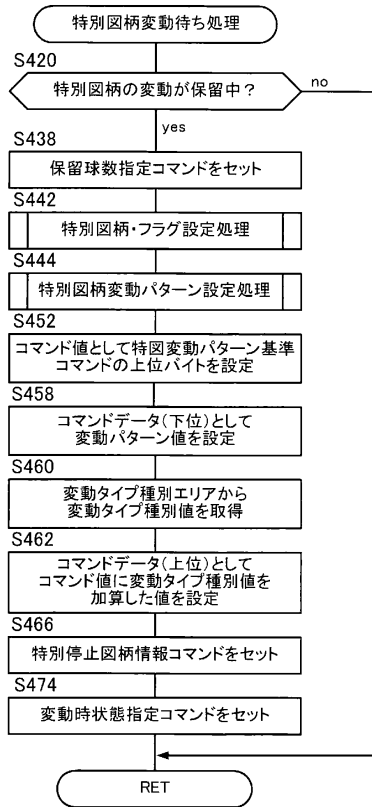 特別図柄変動待ち処理
S420
特別図柄の変動が保留中？
no
yes
S438
保留球数指定コマンドをセット
S442
特別図柄・フラグ設定処理
S444
特別図柄変動パターン設定処理
S452
コマンド値として特図変動パターン基準
コマンドの上位バイトを設定
S458
コマンドデータ(下位)として
変動パターン値を設定
S460
変動タイプ種別エリアから
変動タイプ種別値を取得
S462
コマンドデータ(上位)として
コマンド値に変動タイプ種別値を
加算した値を設定
S466
特別停止図柄情報コマンドをセット
S474
変動時状態指定コマンドをセット
RET